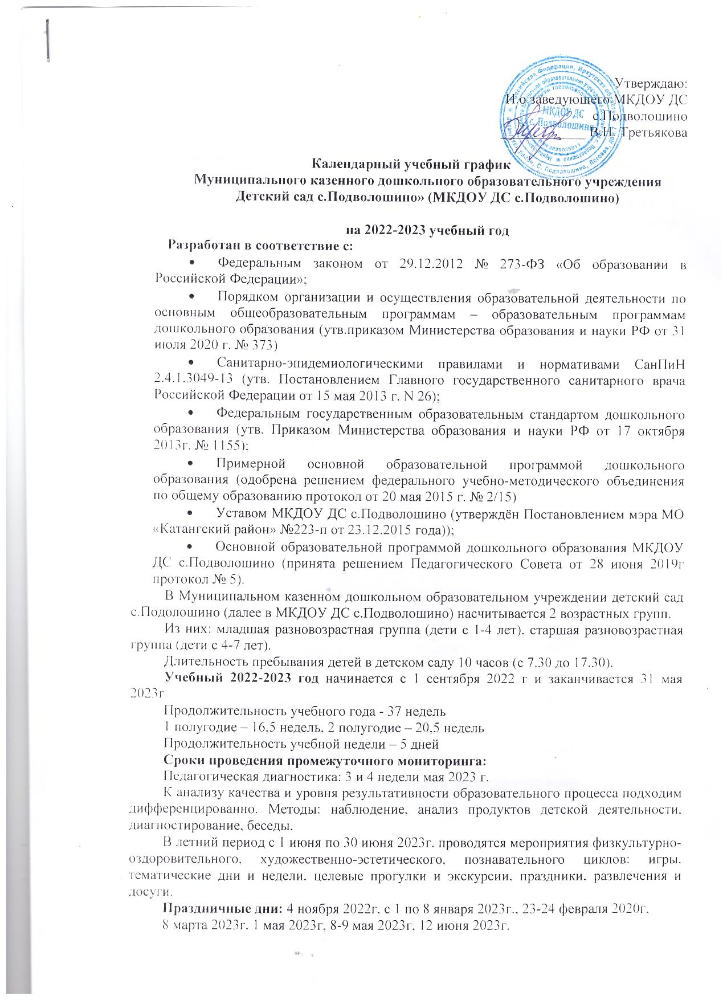 Утверждаю:
И.о.заведующего МКДОУ ДС
с.Подволошино
В.Н. Третьякова
МКДОУ ДС
с. Подволошино
Календарный учебный график
Муниципального казенного дошкольного образовательного учреждения
Детский сад с.Подволошино» (МКДОУ ДС с.Подволошино)
на 2022-2023 учебный год
Разработан в соответствие с:
• Федеральным законом от 29.12.2012 № 273-ФЗ «Об образовании в
Российской Федерации»;
• Порядком организации и осуществления образовательной деятельности по
основным общеобразовательным программам – образовательным программам
дошкольного образования (утв.приказом Министерства образования и науки РФ от 31
июля 2020 г. № 373)
• Санитарно-эпидемиологическими правилами и нормативами СанПиН
2.4.1.3049-13 (утв. Постановлением Главного государственного санитарного врача
Российской Федерации от 15 мая 2013 г. N 26);
• Федеральным государственным образовательным стандартом дошкольного
образования (утв. Приказом Министерства образования и науки РФ от 17 октября
2013г. № 1155);
• Примерной основной образовательной программой дошкольного
образования (одобрена решением федерального учебно-методического объединения
по общему образованию протокол от 20 мая 2015 г. № 2/15)
• Уставом МКДОУ ДС с.Подволошино (утверждён Постановлением мэра МО
«Катангский район» №223-п от 23.12.2015 года));
• Основной образовательной программой дошкольного образования МКДОУ
ДС с.Подволошино (принята решением Педагогического Совета от 28 июня 2019г
протокол № 5).
В Муниципальном казенном дошкольном образовательном учреждении детский сад
с.Подолошино (далее в МКДОУ ДС с.Подволошино) насчитывается 2 возрастных групп.
Из них: младшая разновозрастная группа (дети с 1-4 лет), старшая разновозрастная
группа (дети с 4-7 лет).
Длительность пребывания детей в детском саду 10 часов (с 7.30 до 17.30).
Учебный 2022-2023 год начинается с 1 сентября 2022 г и заканчивается 31 мая
2023г
Продолжительность учебного года - 37 недель
1 полугодие – 16,5 недель, 2 полугодие – 20,5 недель
Продолжительность учебной недели – 5 дней
Сроки проведения промежуточного мониторинга:
Педагогическая диагностика: 3 и 4 недели мая 2023 г.
К анализу качества и уровня результативности образовательного процесса подходим
дифференцированно. Методы: наблюдение, анализ продуктов детской деятельности,
диагностирование, беседы.
В летний период с 1 июня по 30 июня 2023г. проводятся мероприятия физкультурно-
оздоровительного, художественно-эстетического, познавательного циклов: игры,
тематические дни и недели, целевые прогулки и экскурсии, праздники, развлечения и
досуги.
Праздничные дни: 4 ноября 2022г, с 1 по 8 января 2023г., 23-24 февраля 2020г,
8 марта 2023г, 1 мая 2023г, 8-9 мая 2023г, 12 июня 2023г.